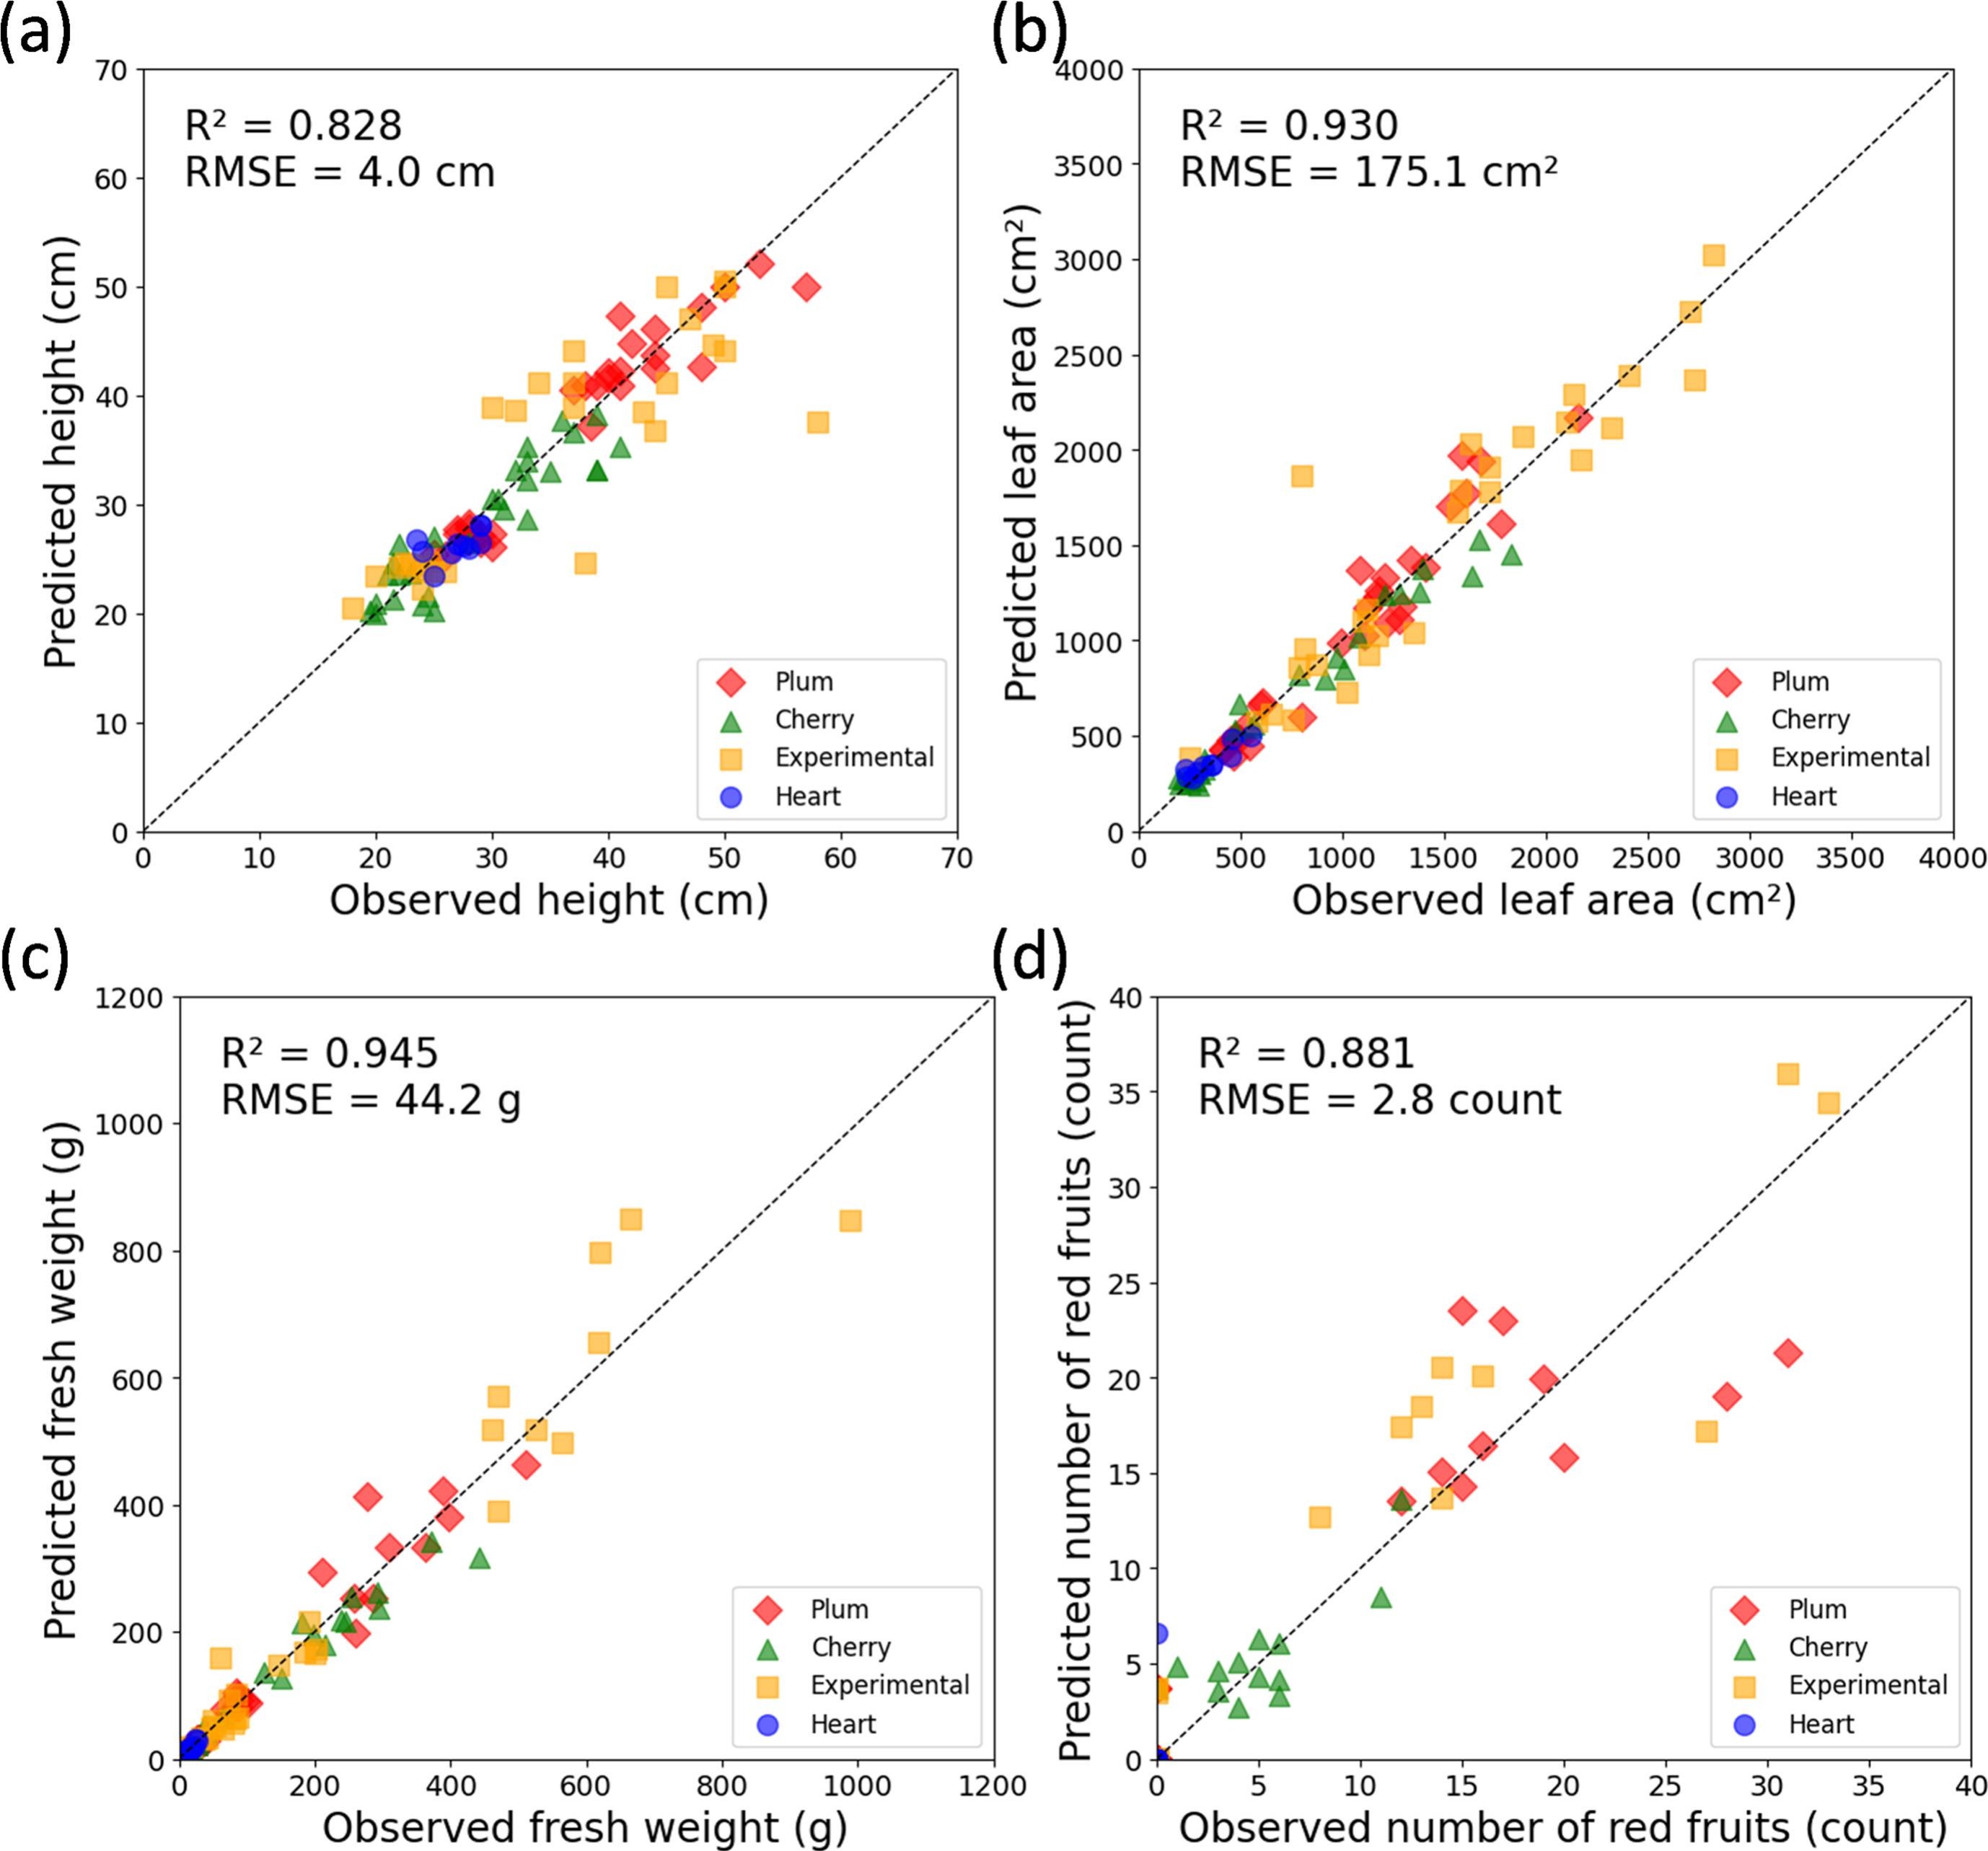 (a)
R² = 0.828
RMSE = 4.0 cm
Predicted height (cm)
70
60
50
40
30
20
10
0
Plum
Cherry
Experimental
Heart
0 10 20 30 40 50 60 70
Observed height (cm)
(b)
R² = 0.930
RMSE = 175.1 cm²
Predicted leaf area (cm²)
4000
3500
3000
2500
2000
1500
1000
500
0
Plum
Cherry
Experimental
Heart
0 500 1000 1500 2000 2500 3000 3500 4000
Observed leaf area (cm²)
(c)
R² = 0.945
RMSE = 44.2 g
Predicted fresh weight (g)
1200
1000
800
600
400
200
0
Plum
Cherry
Experimental
Heart
0 200 400 600 800 1000 1200
Observed fresh weight (g)
(d)
R² = 0.881
RMSE = 2.8 count
Predicted number of red fruits (count)
40
35
30
25
20
15
10
5
0
Plum
Cherry
Experimental
Heart
0 5 10 15 20 25 30 35 40
Observed number of red fruits (count)